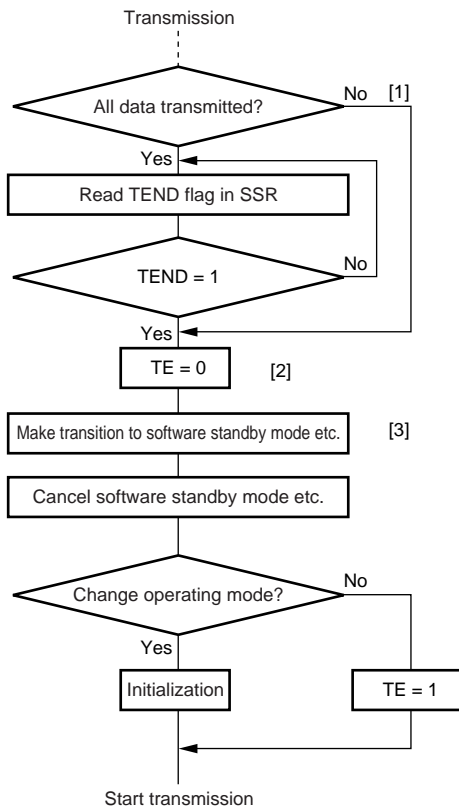 Transmission
No [1]
All data transmitted?
Yes
Read TEND flag in SSR
No
TEND = 1
Yes
TE = 0 [2]
Make transition to software standby mode etc. [3]
Cancel software standby mode etc.
No
Change operating mode?
Yes
Initialization TE = 1
Start transmission